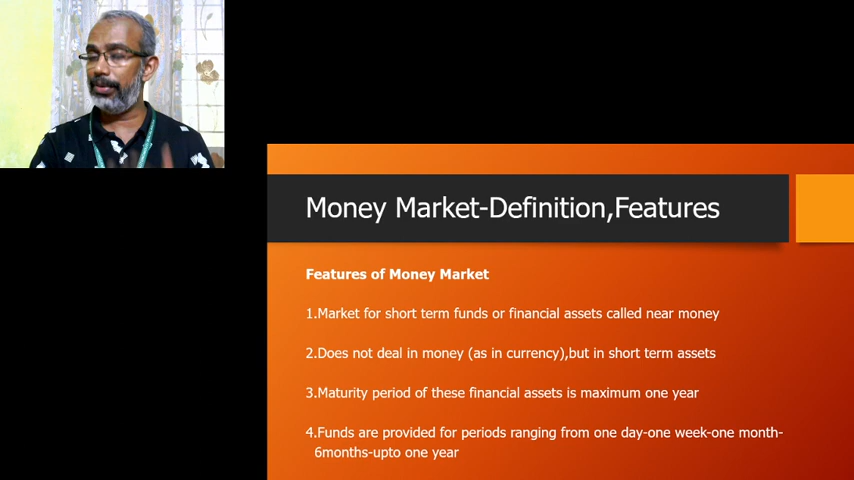 Money Market-Definition,Features
Features of Money Market
1.Market for short term funds or financial assets called near money
2.Does not deal in money (as in currency),but in short term assets
3.Maturity period of these financial assets is maximum one year
4.Funds are provided for periods ranging from one day-one week-one month-
6months-upto one year